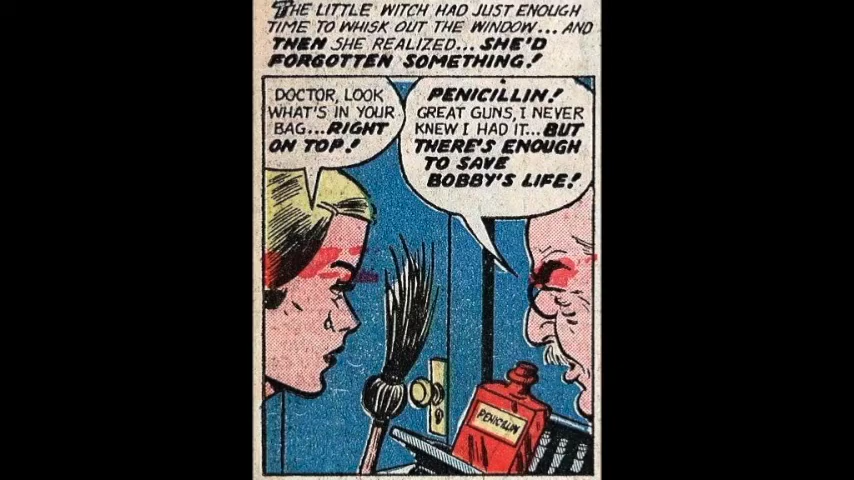 THE LITTLE WITCH HAD JUST ENOUGH
TIME TO WHISK OUT THE WINDOW... AND
THEN SHE REALIZED... SHE'D
FORGOTTEN SOMETHING!
DOCTOR, LOOK
WHAT'S IN YOUR
BAG...RIGHT
ON TOP!
PENICILLIN!
GREAT GUNS, I NEVER
KNEW I HAD IT...BUT
THERE'S ENOUGH
TO SAVE
BOBBY'S LIFE!
PENICILLIN